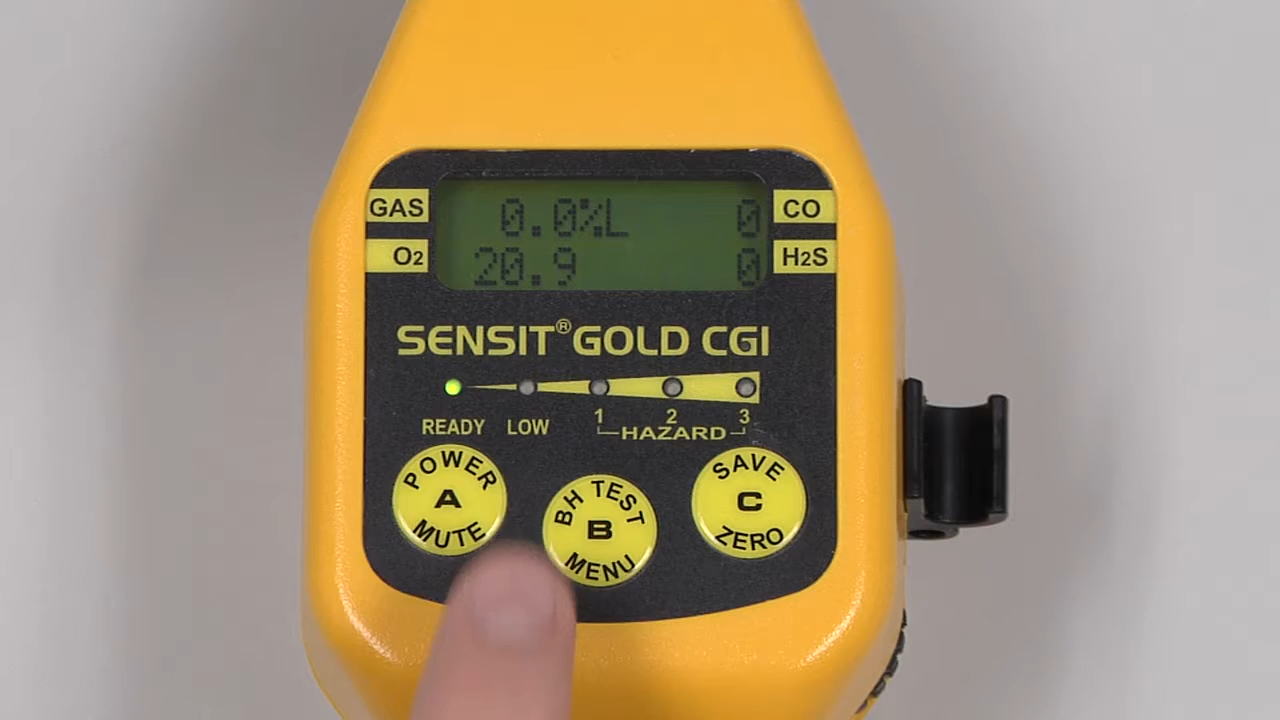 GAS 0.0%L 0 CO
O2 20.9 0 H2S
SENSIT® GOLD CGI
READY LOW 1 2 3
HAZARD
POWER A MUTE
BH TEST B MENU
SAVE C ZERO